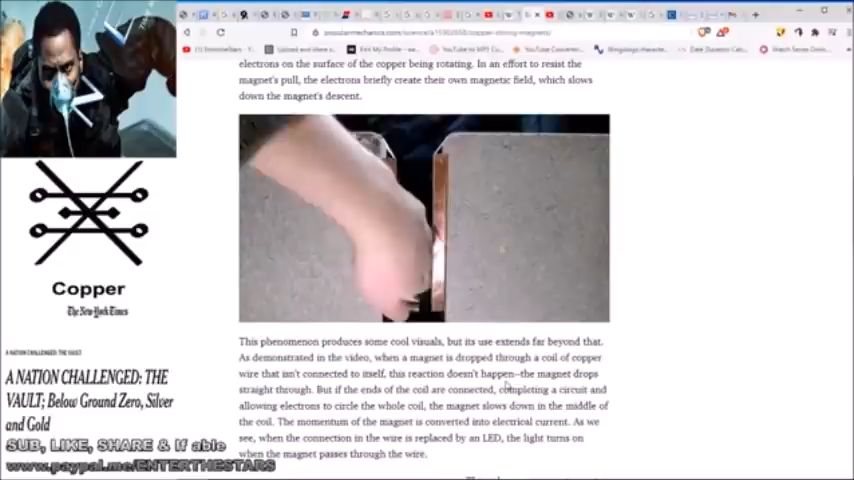 popularmechanics.com/science/a15902658/copper-strong-magnets/
electrons on the surface of the copper being rotating. In an effort to resist the
magnet's pull, the electrons briefly create their own magnetic field, which slows
down the magnet's descent.
Copper
The New York Times
A NATION CHALLENGED: THE VAULT
A NATION CHALLENGED: THE
VAULT; Below Ground Zero, Silver
and Gold
SUB, LIKE, SHARE & If able
www.paypal.me/ENTERTHESTARS
This phenomenon produces some cool visuals, but its use extends far beyond that.
As demonstrated in the video, when a magnet is dropped through a coil of copper
wire that isn't connected to itself, this reaction doesn't happen--the magnet drops
straight through. But if the ends of the coil are connected, completing a circuit and
allowing electrons to circle the whole coil, the magnet slows down in the middle of
the coil. The momentum of the magnet is converted into electrical current. As we
see, when the connection in the wire is replaced by an LED, the light turns on
when the magnet passes through the wire.